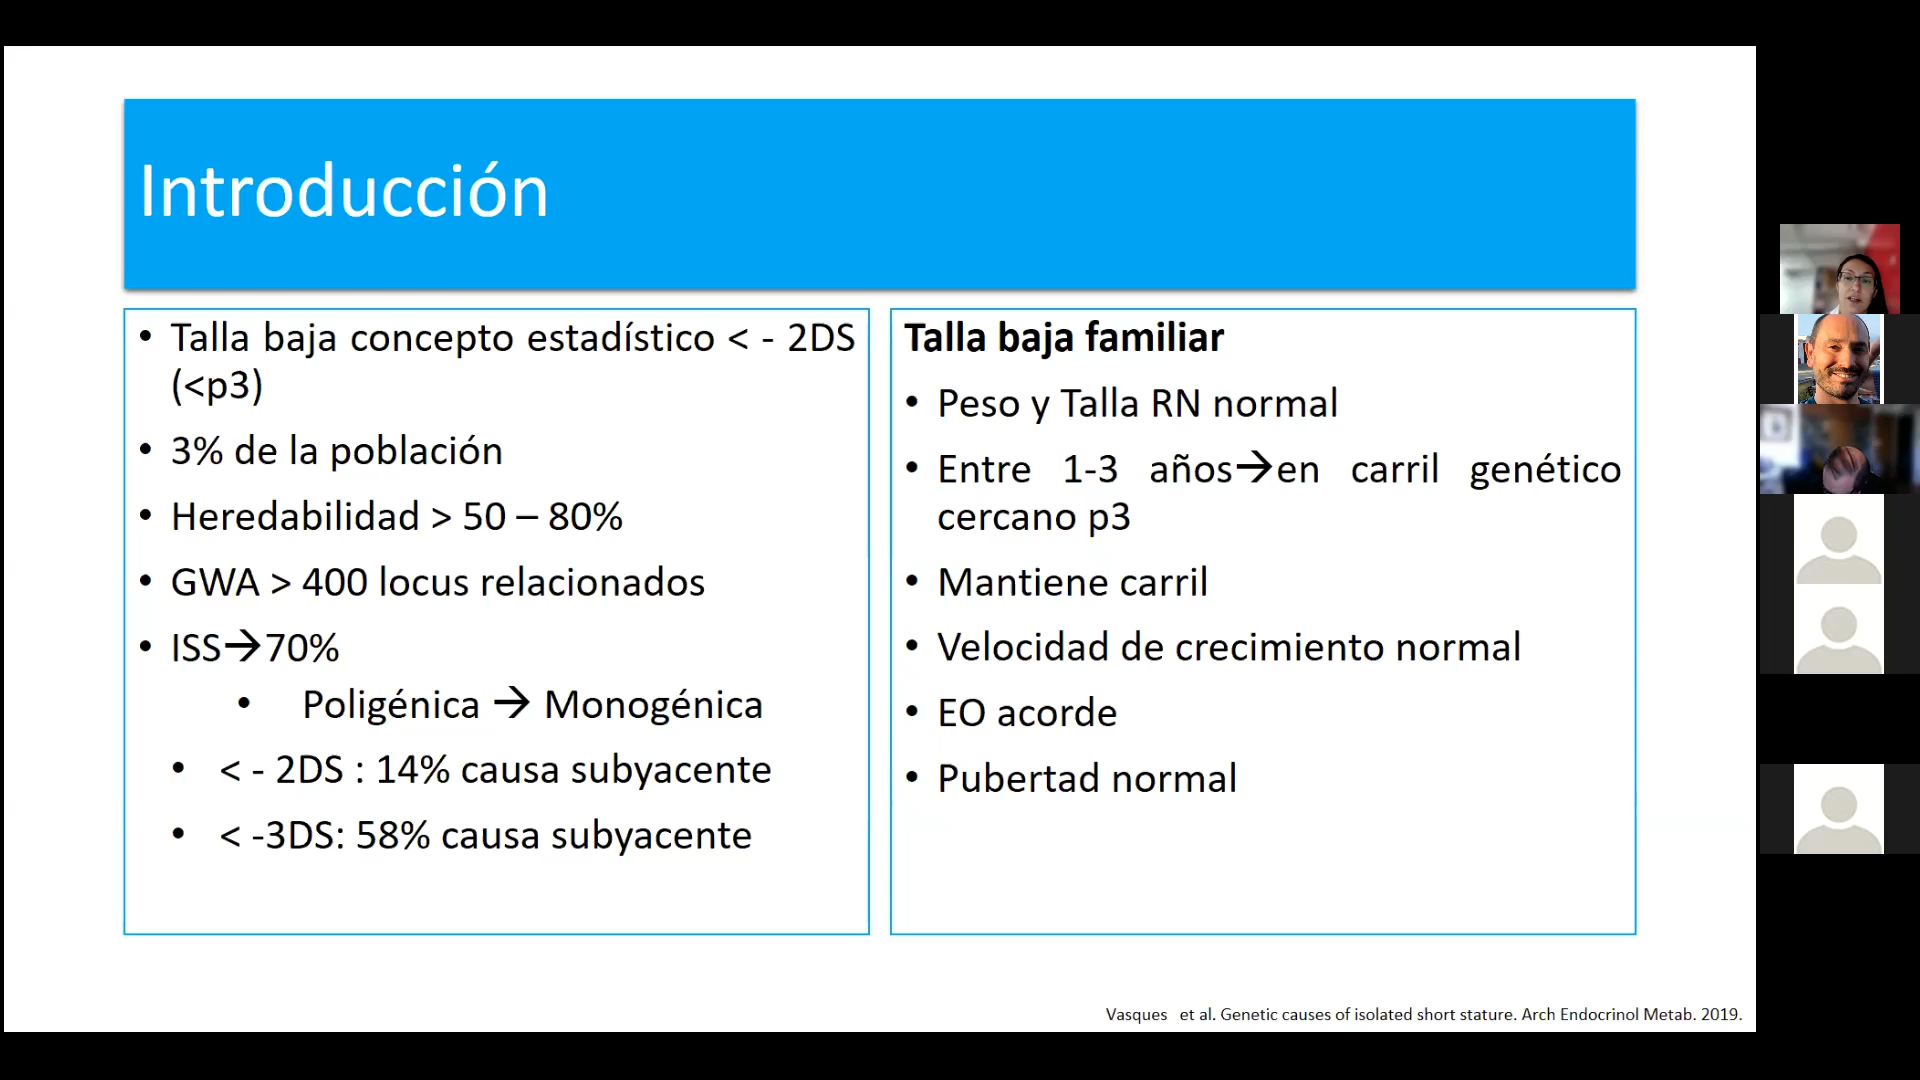 Introducción
• Talla baja concepto estadístico < - 2DS
(<p3)
• 3% de la población
• Heredabilidad > 50 – 80%
• GWA > 400 locus relacionados
• ISS→70%
• Poligénica → Monogénica
• < - 2DS : 14% causa subyacente
• < -3DS: 58% causa subyacente
Talla baja familiar
• Peso y Talla RN normal
• Entre 1-3 años→en carril genético
cercano p3
• Mantiene carril
• Velocidad de crecimiento normal
• EO acorde
• Pubertad normal
Vasques et al. Genetic causes of isolated short stature. Arch Endocrinol Metab. 2019.